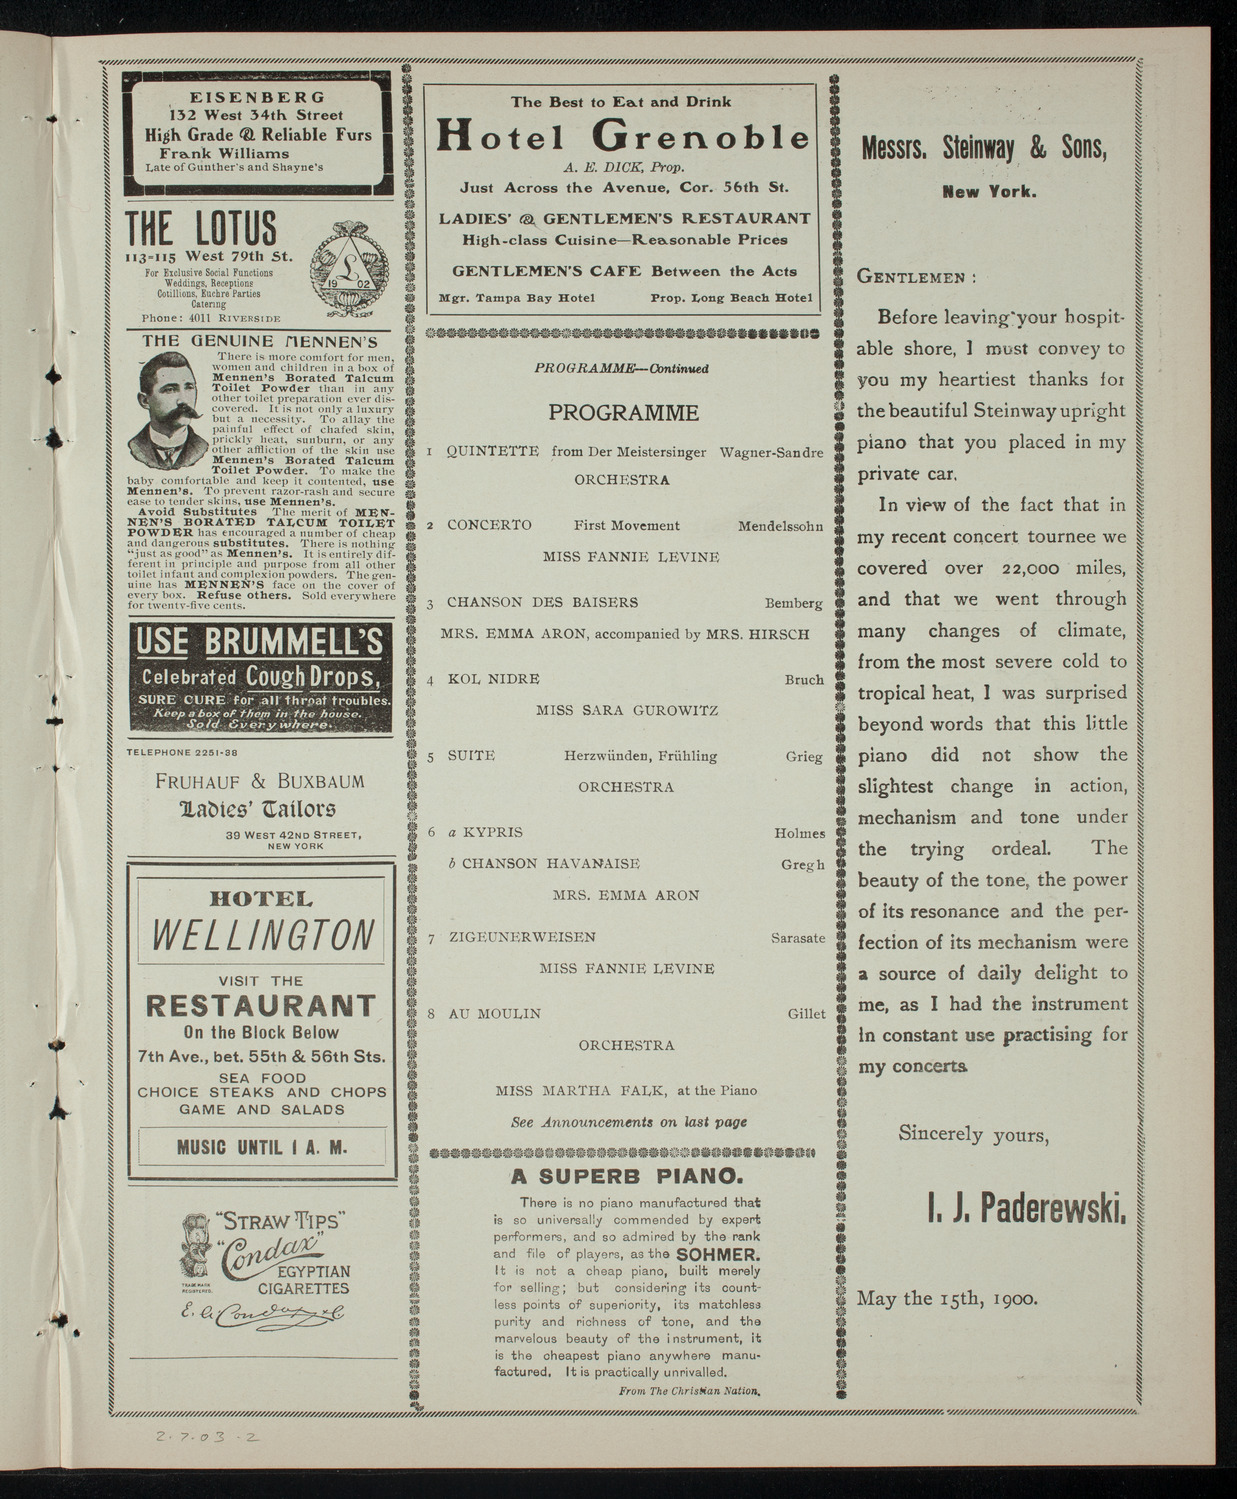 EISENBERG
132 West 34th Street
High Grade & Reliable Furs
Frank Williams
Late of Gunther's and Shayne's
THE LOTUS
113=115 West 79th St.
For Exclusive Social Functions
Weddings, Receptions
Cotillions, Euchre Parties
Catering
Phone: 4011 RIVERSIDE
L
19 02
THE GENUINE MENNEN'S
There is more comfort for men,
women and children in a box of
Mennen's Borated Talcum
Toilet Powder than in any
other toilet preparation ever dis-
covered. It is not only a luxury
but a necessity. To allay the
painful effect of chafed skin,
prickly heat, sunburn, or any
other affliction of the skin use
Mennen's Borated Talcum
Toilet Powder. To make the
baby comfortable and keep it contented, use
Mennen's. To prevent razor-rash and secure
ease to tender skins, use Mennen's.
Avoid Substitutes The merit of MEN-
NEN'S BORATED TALCUM TOILET
POWDER has encouraged a number of cheap
and dangerous substitutes. There is nothing
"just as good" as Mennen's. It is entirely dif-
ferent in principle and purpose from all other
toilet infant and complexion powders. The gen-
uine has MENNEN'S face on the cover of
every box. Refuse others. Sold everywhere
for twenty-five cents.
USE BRUMMELL'S
Celebrated Cough Drops,
SURE CURE for all throat troubles.
Keep a box of them in the house.
Sold Everywhere.
TELEPHONE 2251-38
FRUHAUF & BUXBAUM
Ladies' Tailors
39 WEST 42ND STREET,
NEW YORK
HOTEL
WELLINGTON
VISIT THE
RESTAURANT
On the Block Below
7th Ave., bet. 55th & 56th Sts.
SEA FOOD
CHOICE STEAKS AND CHOPS
GAME AND SALADS
MUSIC UNTIL 1 A. M.
"STRAW TIPS"
"Condax"
EGYPTIAN
CIGARETTES
TRADE MARK
REGISTERED.
E. A. Condax & Co
The Best to Eat and Drink
Hotel Grenoble
A. E. DICK, Prop.
Just Across the Avenue, Cor. 56th St.
LADIES' & GENTLEMEN'S RESTAURANT
High-class Cuisine—Reasonable Prices
GENTLEMEN'S CAFE Between the Acts
Mgr. Tampa Bay Hotel Prop. Long Beach Hotel
PROGRAMME—Continued
PROGRAMME
1 QUINTETTE from Der Meistersinger Wagner-Sandre
ORCHESTRA
2 CONCERTO First Movement Mendelssohn
MISS FANNIE LEVINE
3 CHANSON DES BAISERS Bemberg
MRS. EMMA ARON, accompanied by MRS. HIRSCH
4 KOL NIDRE Bruch
MISS SARA GUROWITZ
5 SUITE Herzwünden, Frühling Grieg
ORCHESTRA
6 a KYPRIS Holmes
b CHANSON HAVANAISE Gregh
MRS. EMMA ARON
7 ZIGEUNERWEISEN Sarasate
MISS FANNIE LEVINE
8 AU MOULIN Gillet
ORCHESTRA
MISS MARTHA FALK, at the Piano
See Announcements on last page
A SUPERB PIANO.
There is no piano manufactured that
is so universally commended by expert
performers, and so admired by the rank
and file of players, as the SOHMER.
It is not a cheap piano, built merely
for selling; but considering its count-
less points of superiority, its matchless
purity and richness of tone, and the
marvelous beauty of the instrument, it
is the cheapest piano anywhere manu-
factured. It is practically unrivalled.
From The Christian Nation.
Messrs. Steinway & Sons,
New York.
GENTLEMEN :
Before leaving your hospit-
able shore, I must convey to
you my heartiest thanks for
the beautiful Steinway upright
piano that you placed in my
private car.
In view of the fact that in
my recent concert tournee we
covered over 22,000 miles,
and that we went through
many changes of climate,
from the most severe cold to
tropical heat, I was surprised
beyond words that this little
piano did not show the
slightest change in action,
mechanism and tone under
the trying ordeal. The
beauty of the tone, the power
of its resonance and the per-
fection of its mechanism were
a source of daily delight to
me, as I had the instrument
in constant use practising for
my concerts.
Sincerely yours,
I. J. Paderewski.
May the 15th, 1900.
2.7.03 -2